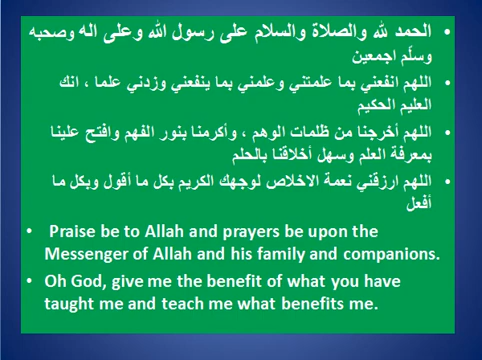 • الحمد لله والصلاة والسلام على رسول الله وعلى اله وصحبه
وسلّم اجمعين
• اللهم انفعني بما علمتني وعلمني بما ينفعني وزدني علما ، انك
العليم الحكيم
• اللهم أخرجنا من ظلمات الوهم ، وأكرمنا بنور الفهم وافتح علينا
بمعرفة العلم وسهل أخلاقنا بالحلم
• اللهم ارزقني نعمة الاخلاص لوجهك الكريم بكل ما أقول وبكل ما
أفعل
• Praise be to Allah and prayers be upon the
Messenger of Allah and his family and companions.
• Oh God, give me the benefit of what you have
taught me and teach me what benefits me.